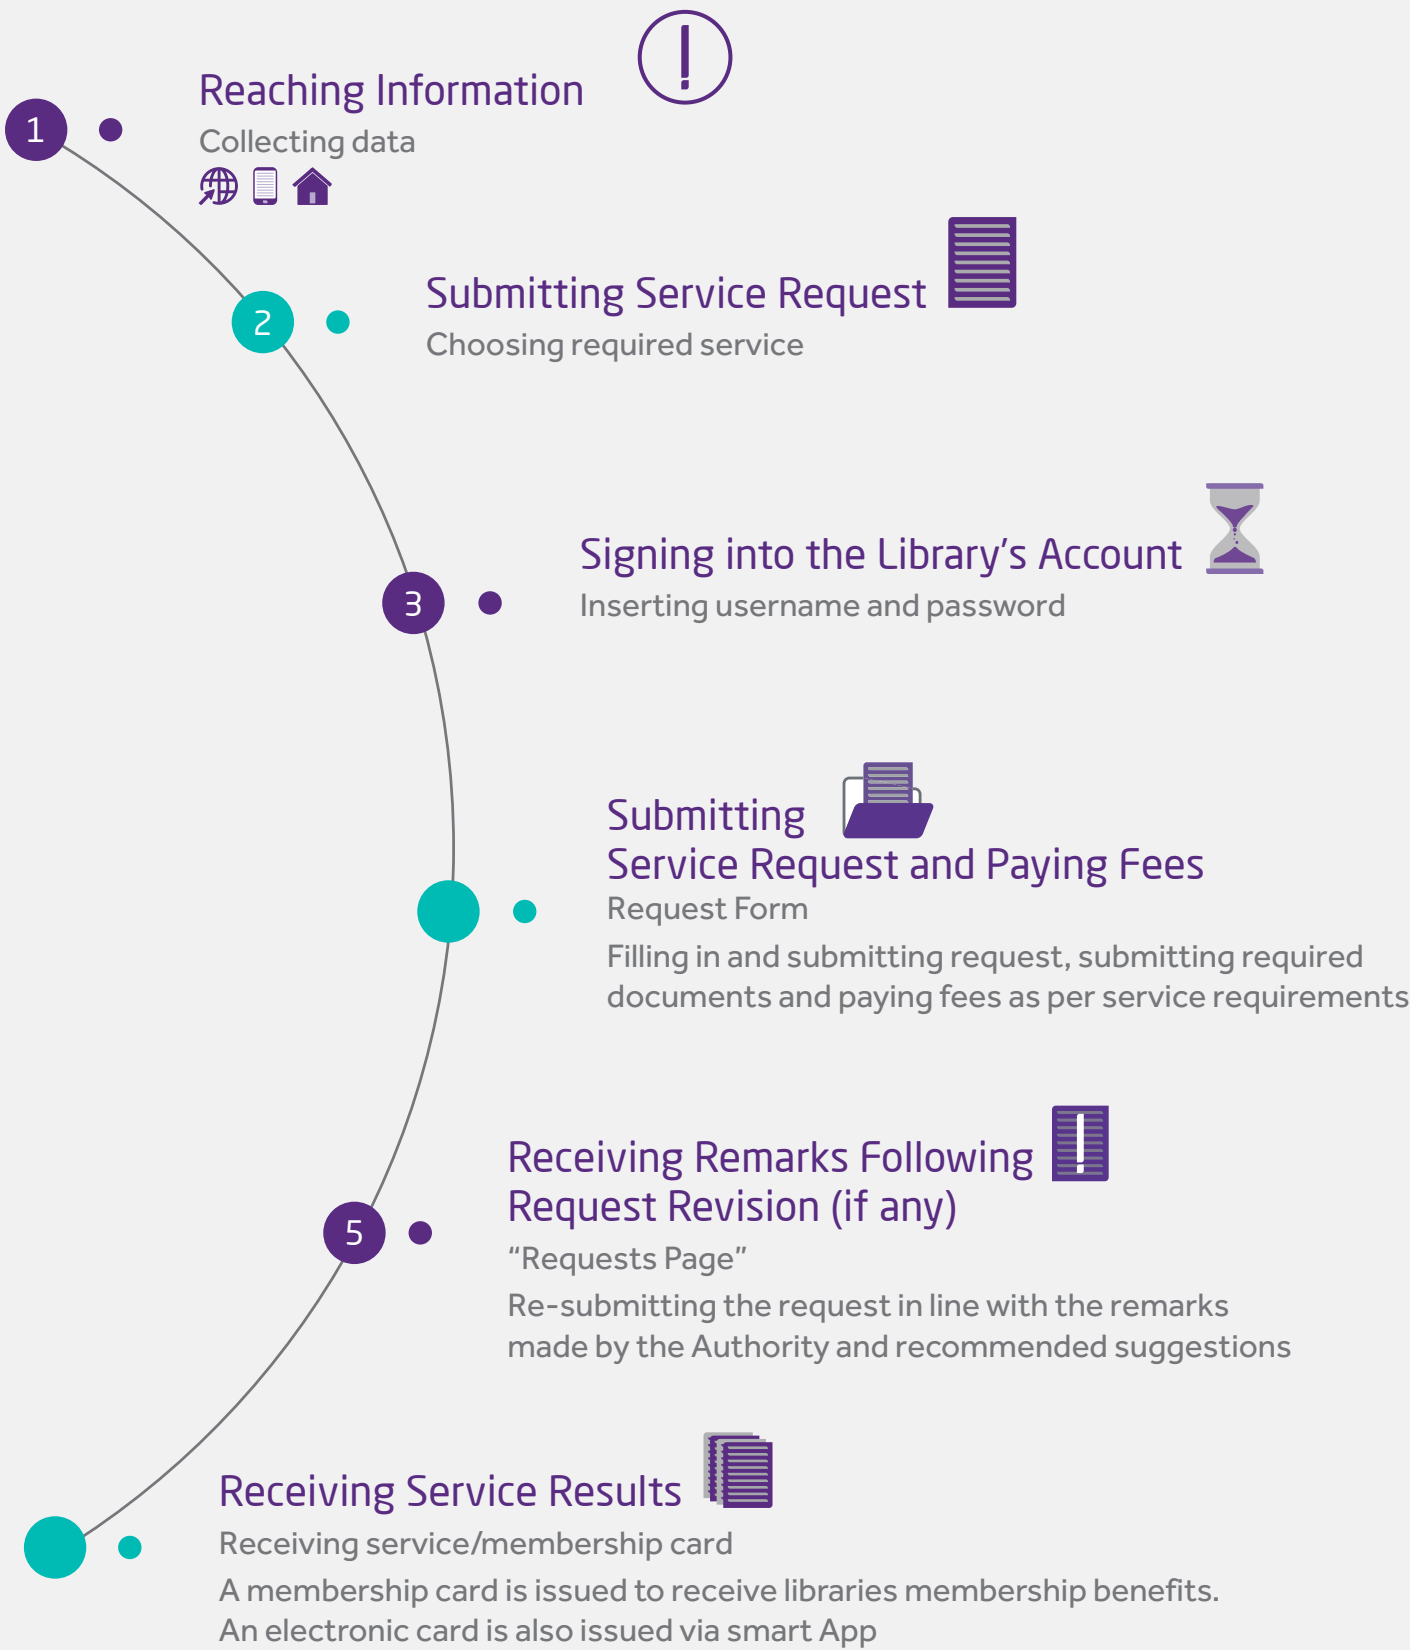 1
Reaching Information
Collecting data
2
Submitting Service Request
Choosing required service
3
Signing into the Library’s Account
Inserting username and password
Submitting
Service Request and Paying Fees
Request Form
Filling in and submitting request, submitting required
documents and paying fees as per service requirements
5
Receiving Remarks Following
Request Revision (if any)
“Requests Page”
Re-submitting the request in line with the remarks
made by the Authority and recommended suggestions
Receiving Service Results
Receiving service/membership card
A membership card is issued to receive libraries membership benefits.
An electronic card is also issued via smart App